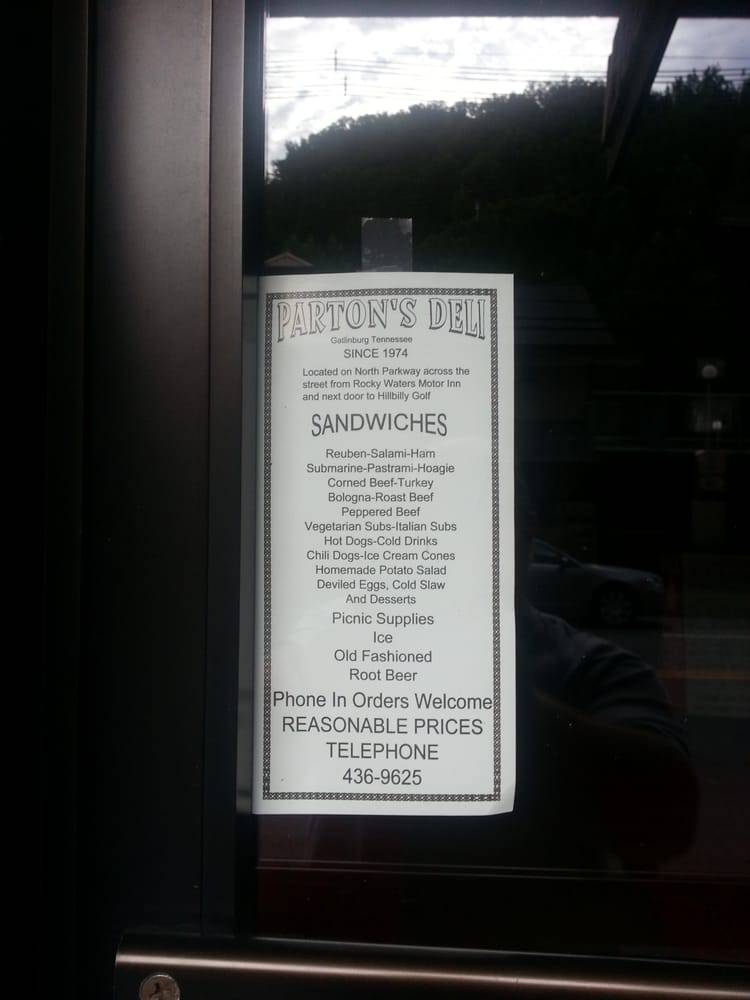 PARTON'S DELI
Gatlinburg Tennessee
SINCE 1974
Located on North Parkway across the
street from Rocky Waters Motor Inn
and next door to Hillbilly Golf
SANDWICHES
Reuben-Salami-Ham
Submarine-Pastrami-Hoagie
Corned Beef-Turkey
Bologna-Roast Beef
Peppered Beef
Vegetarian Subs-Italian Subs
Hot Dogs-Cold Drinks
Chili Dogs-Ice Cream Cones
Homemade Potato Salad
Deviled Eggs, Cold Slaw
And Desserts
Picnic Supplies
Ice
Old Fashioned
Root Beer
Phone In Orders Welcome
REASONABLE PRICES
TELEPHONE
436-9625